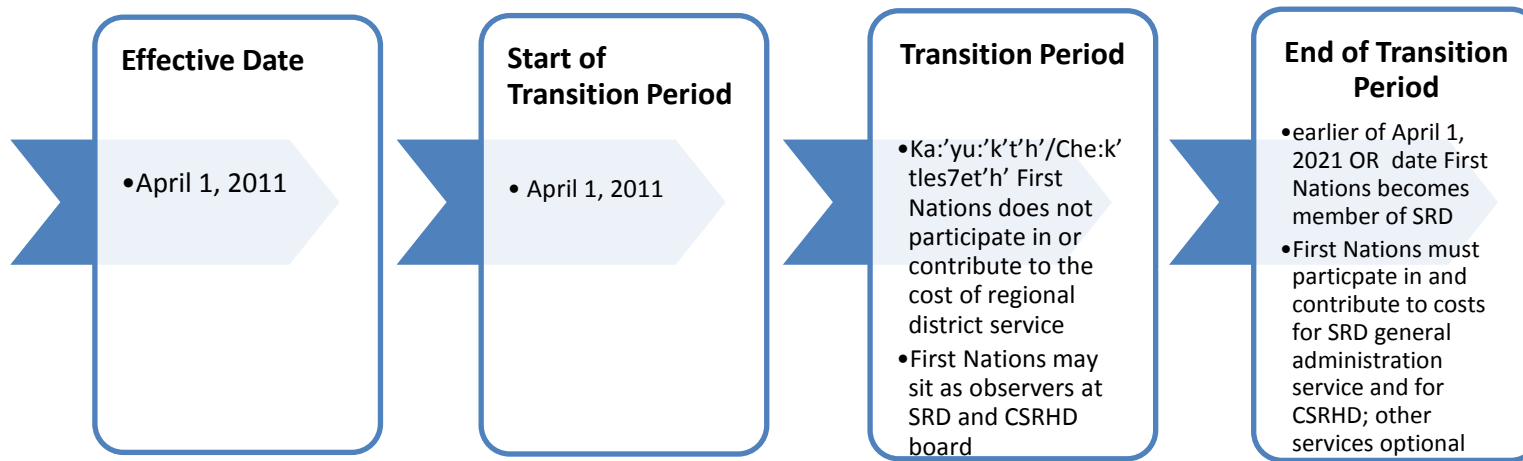 Effective Date
•April 1, 2011
Start of
Transition Period
• April 1, 2011
Transition Period
•Ka:'yu:'k't'h'/Che:k'
tles7et'h' First
Nations does not
participate in or
contribute to the
cost of regional
district service
•First Nations may
sit as observers at
SRD and CSRHD
board
End of Transition
Period
•earlier of April 1,
2021 OR date First
Nations becomes
member of SRD
•First Nations must
particpate in and
contribute to costs
for SRD general
administration
service and for
CSRHD; other
services optional